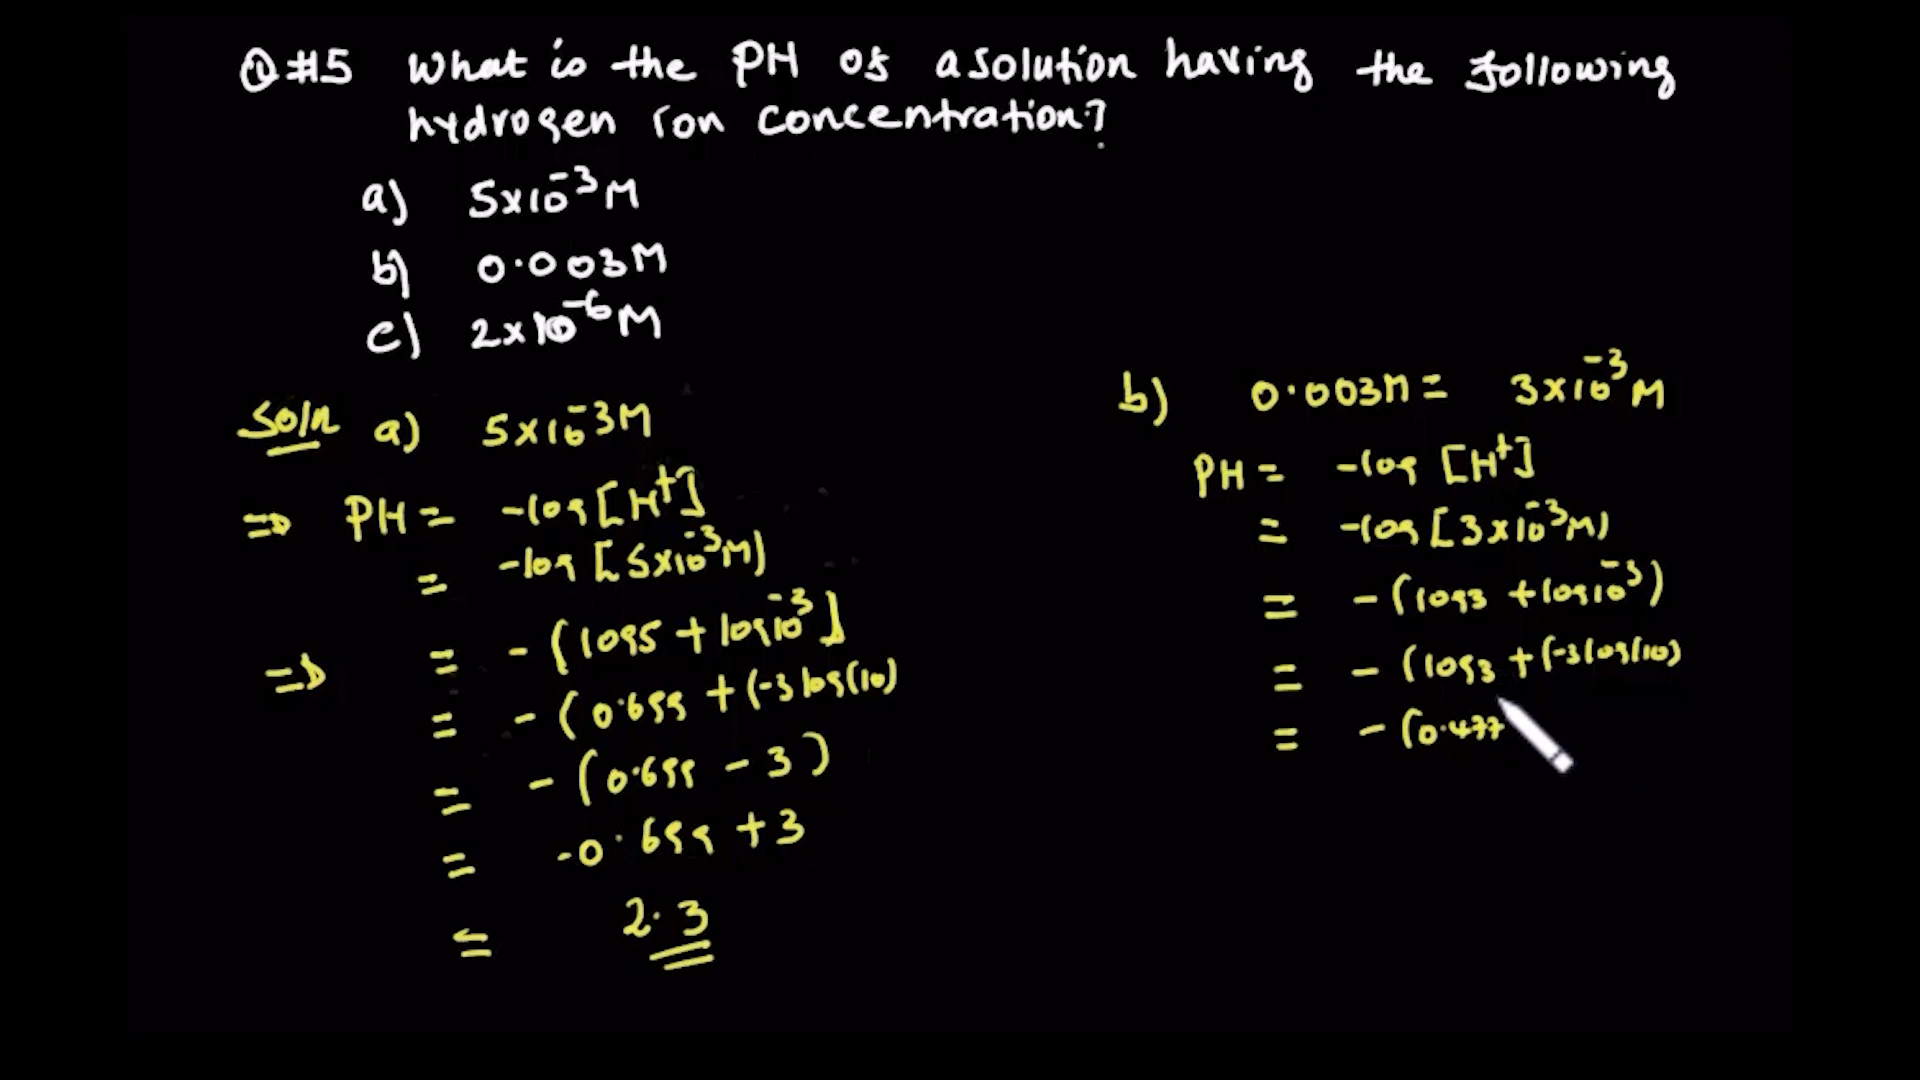 Q#5 What is the PH of a solution having the following
hydrogen ion concentration?
a) 5x10⁻³M
b) 0.003M
c) 2x10⁻⁶M
Soln a) 5x10⁻³M
=> PH = -log[H⁺]
= -log [5x10⁻³M)
=> = - (log5 + log10⁻³]
= - (0.699 + (-3log(10)
= - (0.699 - 3)
= -0.699 + 3
= 2.3
b) 0.003M = 3x10⁻³M
PH = -log [H⁺]
= -log [3x10⁻³M)
= - (log3 + log10⁻³)
= - (log3 + (-3log(10)
= - (0.477